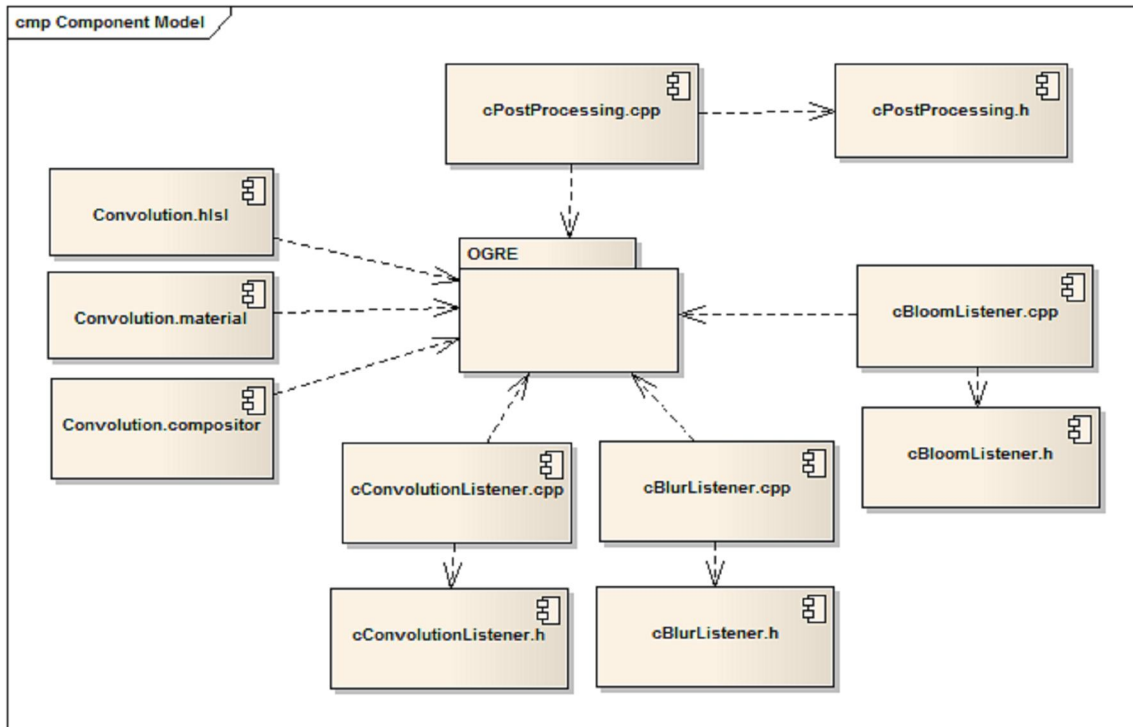 cmp Component Model
cPostProcessing.cpp
cPostProcessing.h
Convolution.hlsl
OGRE
Convolution.material
cBloomListener.cpp
Convolution.compositor
cBloomListener.h
cConvolutionListener.cpp
cBlurListener.cpp
cConvolutionListener.h
cBlurListener.h